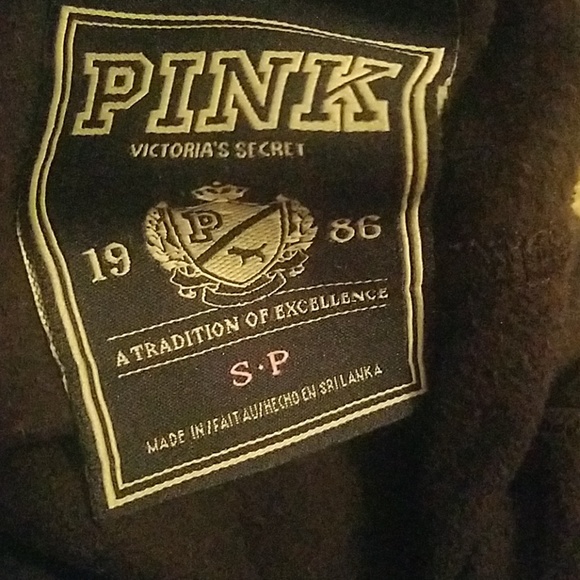 PINK
VICTORIA'S SECRET
P
19 86
A TRADITION OF EXCELLENCE
S·P
MADE IN/FAIT AU/HECHO EN SRI LANKA